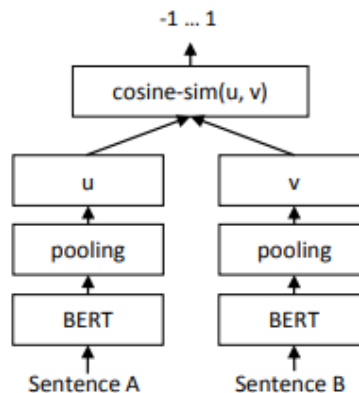 -1 … 1
cosine-sim(u, v)
u v
pooling pooling
BERT BERT
Sentence A Sentence B